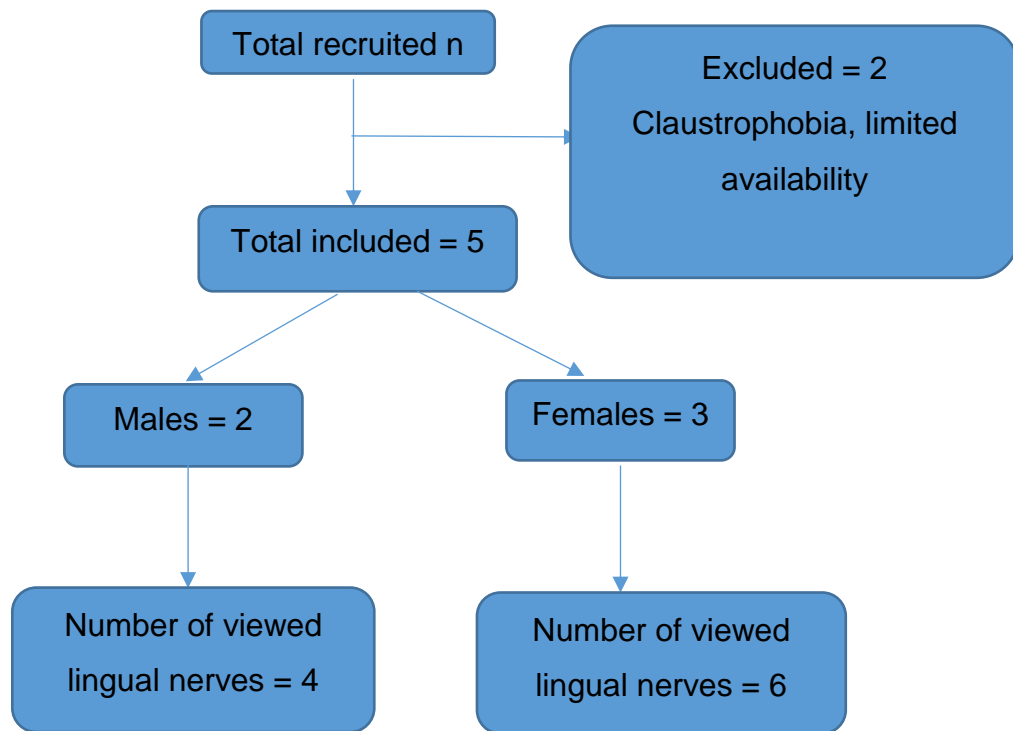 Total recruited n
Excluded = 2
Claustrophobia, limited
availability
Total included = 5
Males = 2
Females = 3
Number of viewed
lingual nerves = 4
Number of viewed
lingual nerves = 6